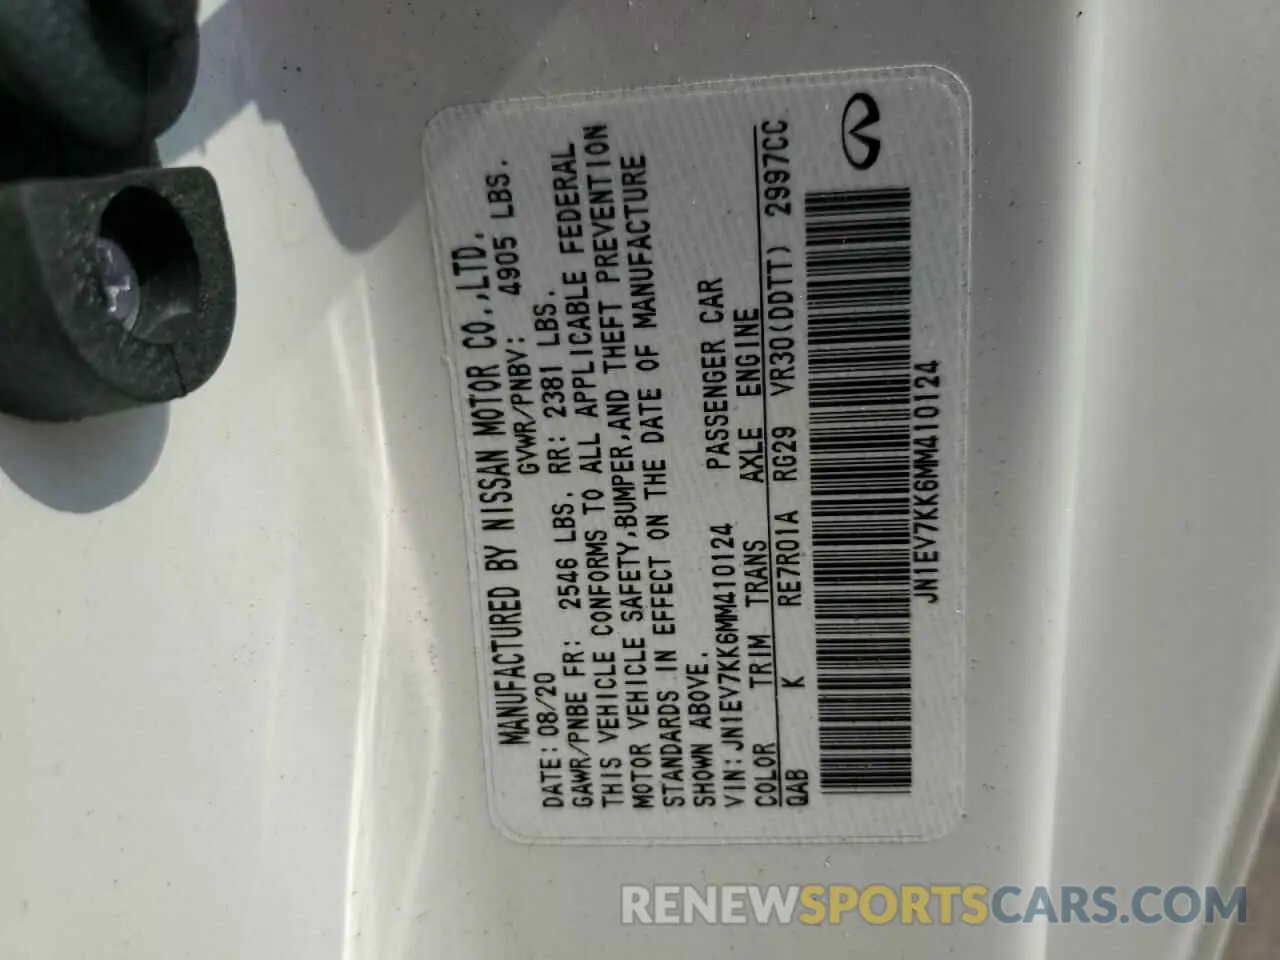 MANUFACTURED BY NISSAN MOTOR CO.,LTD.
DATE: 08/20 GVWR/PNBV: 4905 LBS.
GAWR/PNBE FR: 2546 LBS. RR: 2381 LBS.
THIS VEHICLE CONFORMS TO ALL APPLICABLE FEDERAL
MOTOR VEHICLE SAFETY,BUMPER,AND THEFT PREVENTION
STANDARDS IN EFFECT ON THE DATE OF MANUFACTURE
SHOWN ABOVE.
VIN: JN1EV7KK6MM410124 PASSENGER CAR
COLOR TRIM TRANS AXLE ENGINE
QAB K RE7R01A RG29 VR30(DDTT) 2997CC
JN1EV7KK6MM410124
RENEWSPORTSCARS.COM